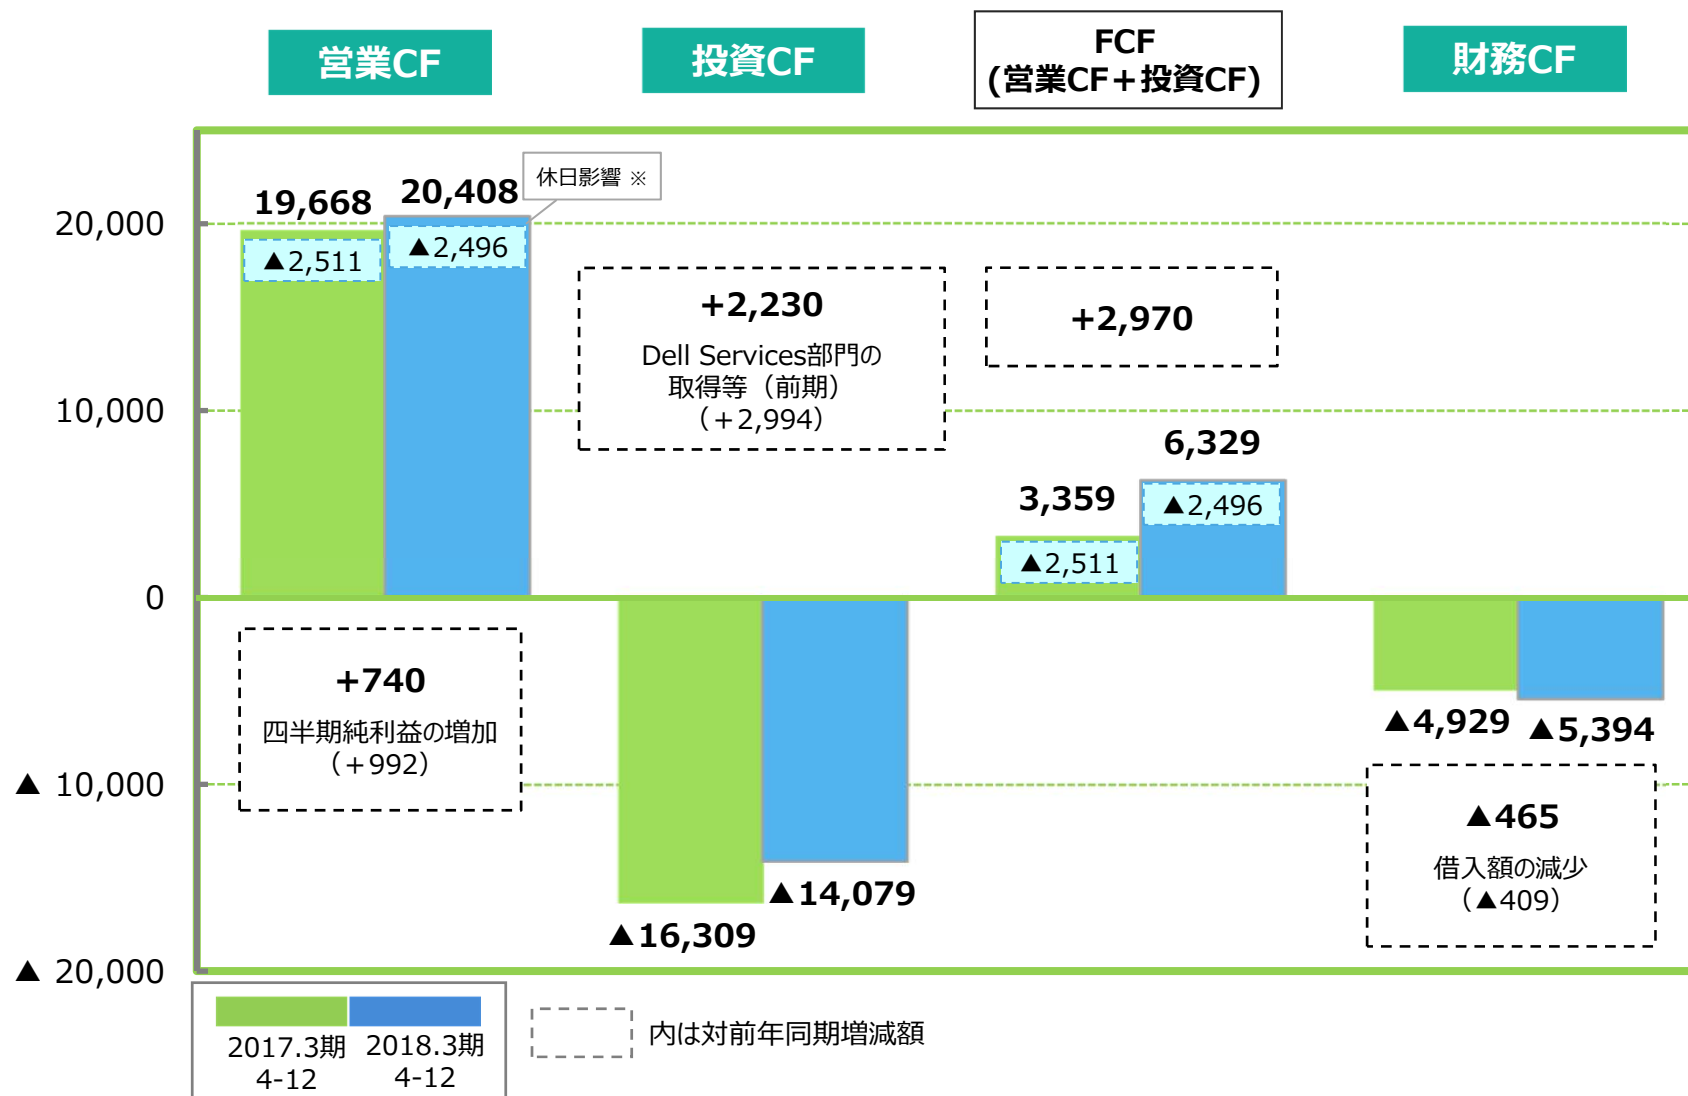 営業CF
投資CF
FCF
(営業CF＋投資CF)
財務CF
20,000
10,000
0
▲ 10,000
▲ 20,000
19,668
20,408
休日影響 ※
▲2,511
▲2,496
+740
四半期純利益の増加
（＋992）
+2,230
Dell Services部門の
取得等（前期）
（＋2,994）
▲16,309
▲14,079
+2,970
3,359
6,329
▲2,511
▲2,496
▲4,929
▲5,394
▲465
借入額の減少
（▲409）
2017.3期
4-12
2018.3期
4-12
内は対前年同期増減額